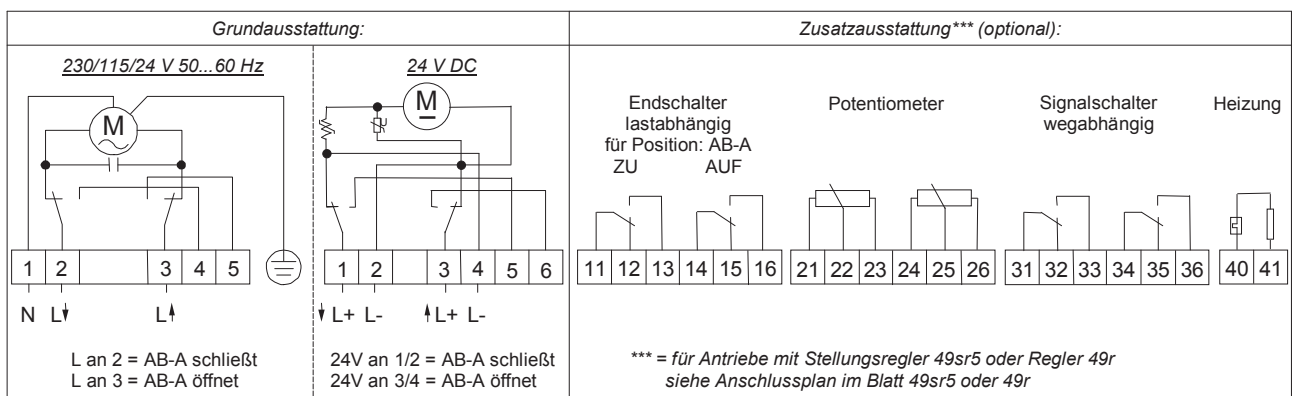 Grundausstattung:
Zusatzausstattung*** (optional):
230/115/24 V 50...60 Hz
24 V DC
M
M
Endschalter
lastabhängig
für Position: AB-A
ZU AUF
Potentiometer
Signalschalter
wegabhängig
Heizung
1 2 3 4 5
1 2 3 4 5 6
11 12 13 14 15 16
21 22 23 24 25 26
31 32 33 34 35 36
40 41
N L↓ L↑
↓ L+ L- ↑ L+ L-
L an 2 = AB-A schließt
L an 3 = AB-A öffnet
24V an 1/2 = AB-A schließt
24V an 3/4 = AB-A öffnet
*** = für Antriebe mit Stellungsregler 49sr5 oder Regler 49r
siehe Anschlussplan im Blatt 49sr5 oder 49r